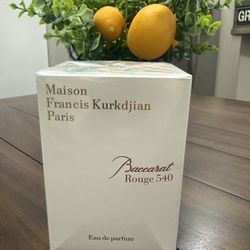 Maison
Francis Kurkdjian
Paris
Baccarat
Rouge 540
Eau de parfum